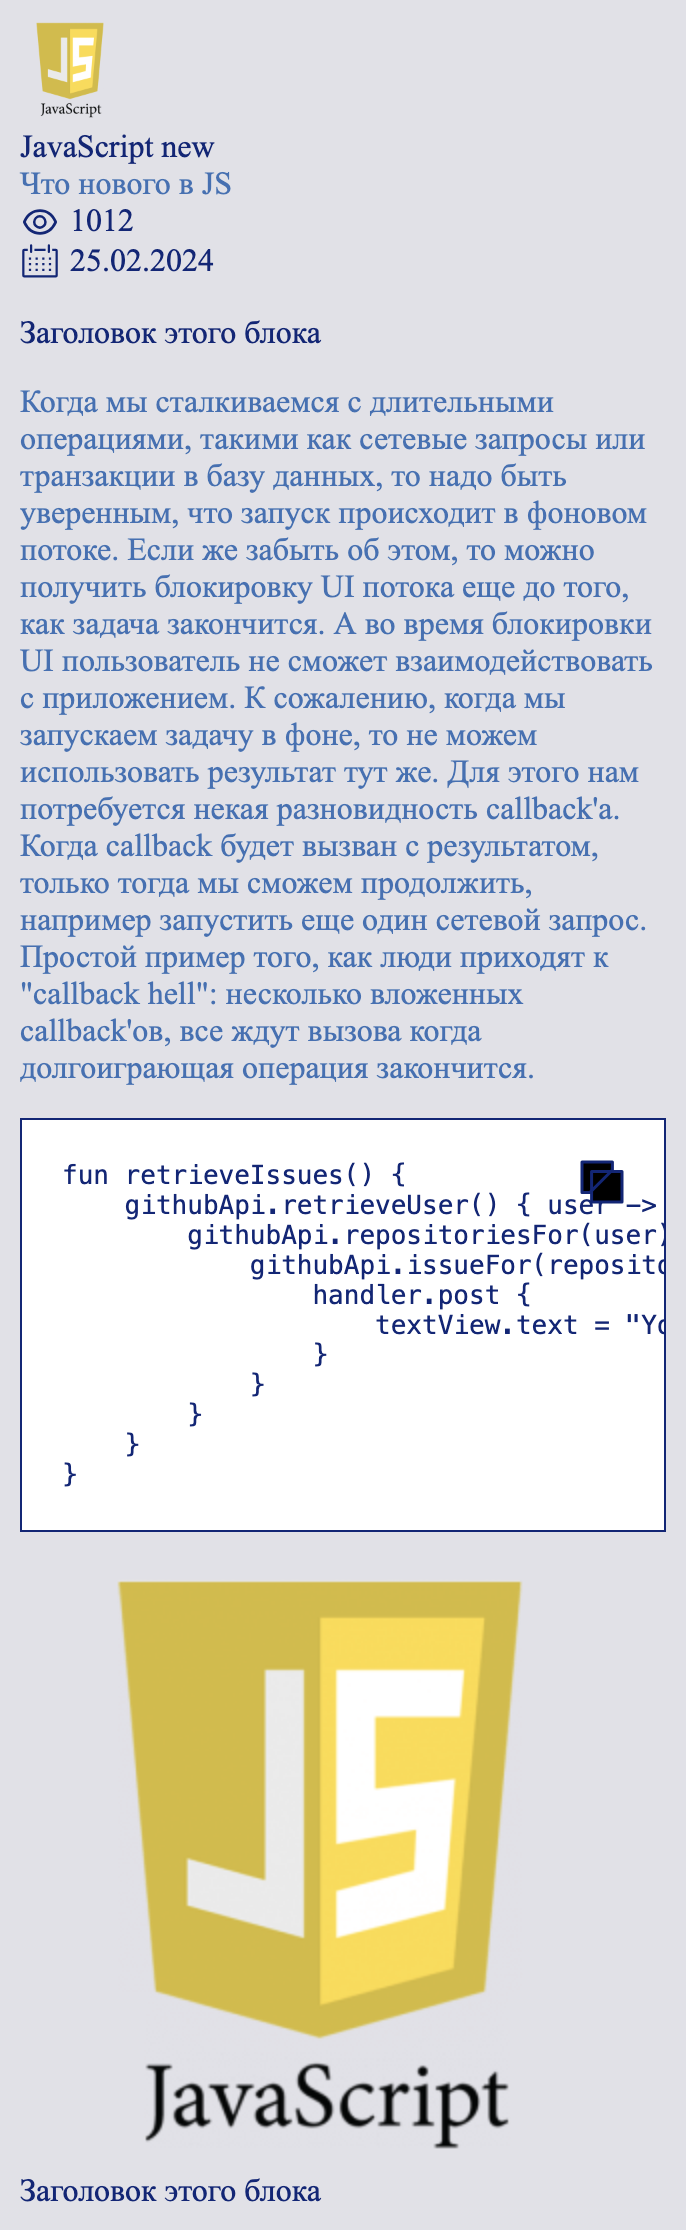 JS
JavaScript
JavaScript new
Что нового в JS
1012
25.02.2024
Заголовок этого блока
Когда мы сталкиваемся с длительными
операциями, такими как сетевые запросы или
транзакции в базу данных, то надо быть
уверенным, что запуск происходит в фоновом
потоке. Если же забыть об этом, то можно
получить блокировку UI потока еще до того,
как задача закончится. А во время блокировки
UI пользователь не сможет взаимодействовать
с приложением. К сожалению, когда мы
запускаем задачу в фоне, то не можем
использовать результат тут же. Для этого нам
потребуется некая разновидность callback'a.
Когда callback будет вызван с результатом,
только тогда мы сможем продолжить,
например запустить еще один сетевой запрос.
Простой пример того, как люди приходят к
"callback hell": несколько вложенных
callback'ов, все ждут вызова когда
долгоиграющая операция закончится.
fun retrieveIssues() {
    githubApi.retrieveUser() { user ->
        githubApi.repositoriesFor(user)
            githubApi.issueFor(reposito
                handler.post {
                    textView.text = "Yo
                }
            }
        }
    }
}
JS
JavaScript
Заголовок этого блока